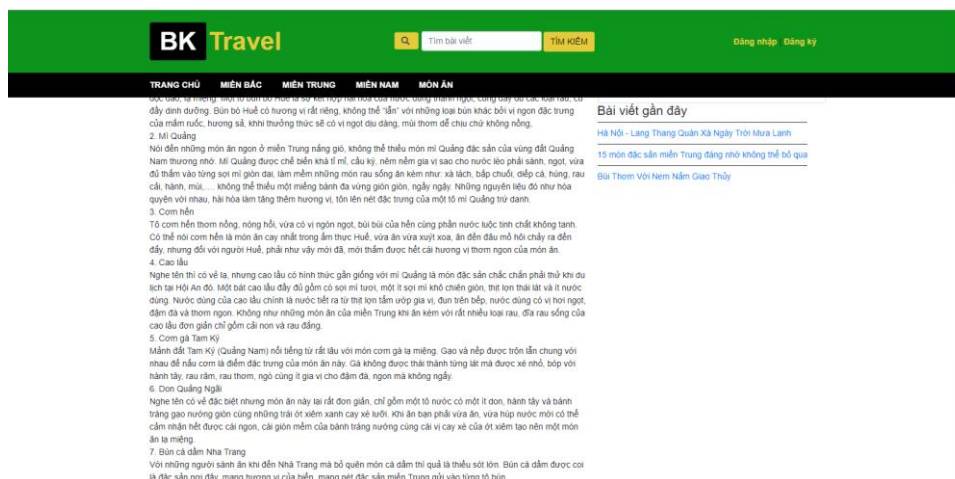 BK Travel
Tìm bài viết
TÌM KIẾM
Đăng nhập Đăng ký
TRANG CHỦ MIỀN BẮC MIỀN TRUNG MIỀN NAM MÓN ĂN
đầy dinh dưỡng. Bún bò Huế có hương vị rất riêng, không thể "lẫn" với những loại bún khác bởi vị ngon đặc trưng
của mắm ruốc, hương sả, khhi thưởng thức sẽ có vị ngọt dịu dàng, mùi thơm dễ chịu chứ không nồng,
2. Mì Quảng
Nói đến những món ăn ngon ở miền Trung nắng gió, không thể thiếu món mì Quảng đặc sản của vùng đất Quảng
Nam thương nhớ. Mì Quảng được chế biến khá tỉ mỉ, cầu kỳ, nêm nếm gia vị sao cho nước lèo phải sánh, ngọt, vừa
đủ thấm vào từng sợi mì giòn dai, làm mềm những món rau sống ăn kèm như: xà lách, bắp chuối, diếp cá, húng, rau
cải, hành, mùi,.... không thể thiếu một miếng bánh đa vừng giòn giòn, ngầy ngậy. Những nguyên liệu đó như hòa
quyện với nhau, hài hòa làm tăng thêm hương vị, tôn lên nét đặc trưng của một tô mì Quảng trứ danh.
3. Cơm hến
Tô cơm hến thơm nồng, nóng hổi, vừa có vị ngòn ngọt, bùi bùi của hến cùng phần nước luộc tinh chất không tanh.
Có thể nói cơm hến là món ăn cay nhất trong ẩm thực Huế, vừa ăn vừa xuýt xoa, ăn đến đâu mồ hôi chảy ra đến
đấy, nhưng đối với người Huế, phải như vậy mới đã, mới thẩm được hết cái hương vị thơm ngon của món ăn.
4. Cao lầu
Nghe tên thì có vẻ lạ, nhưng cao lầu có hình thức gần giống với mì Quảng là món đặc sản chắc chắn phải thử khi du
lịch tại Hội An đó. Một bát cao lầu đầy đủ gồm có sợi mì tươi, một ít sợi mì khô chiên giòn, thịt lợn thái lát và ít nước
dùng. Nước dùng của cao lầu chính là nước tiết ra từ thịt lợn tẩm ướp gia vị, đun trên bếp, nước dùng có vị hơi ngọt,
đậm đà và thơm ngon. Không như những món ăn của miền Trung khi ăn kèm với rất nhiều loại rau, đĩa rau sống của
cao lầu đơn giản chỉ gồm cải non và rau đắng.
5. Cơm gà Tam Kỳ
Mảnh đất Tam Kỳ (Quảng Nam) nổi tiếng từ rất lâu với món cơm gà lạ miệng. Gạo và nếp được trộn lẫn chung với
nhau để nấu cơm là điểm đặc trưng của món ăn này. Gà không được thái thành từng lát mà được xé nhỏ, bóp với
hành tây, rau răm, rau thơm, ngò cùng ít gia vị cho đậm đà, ngon mà không ngấy.
6. Don Quảng Ngãi
Nghe tên có vẻ đặc biệt nhưng món ăn này lại rất đơn giản, chỉ gồm một tô nước có một ít don, hành tây và bánh
tráng gạo nướng giòn cùng những trái ớt xiêm xanh cay xé lưỡi. Khi ăn bạn phải vừa ăn, vừa húp nước mới có thể
cảm nhận hết được cái ngon, cái giòn mềm của bánh tráng nướng cùng cái vị cay xè của ớt xiêm tạo nên một món
ăn lạ miệng.
7. Bún cá dầm Nha Trang
Với những người sành ăn khi đến Nhà Trang mà bỏ quên món cá dầm thì quả là thiếu sót lớn. Bún cá dầm được coi
là đặc sản nơi đây, mang hương vị của biển, mang nét đặc sản miền Trung gửi vào từng tô bún.
Bài viết gần đây
Hà Nội - Lang Thang Quán Xá Ngày Trời Mưa Lạnh
15 món đặc sản miền Trung đáng nhớ không thể bỏ qua
Bùi Thơm Với Nem Nắm Giao Thủy